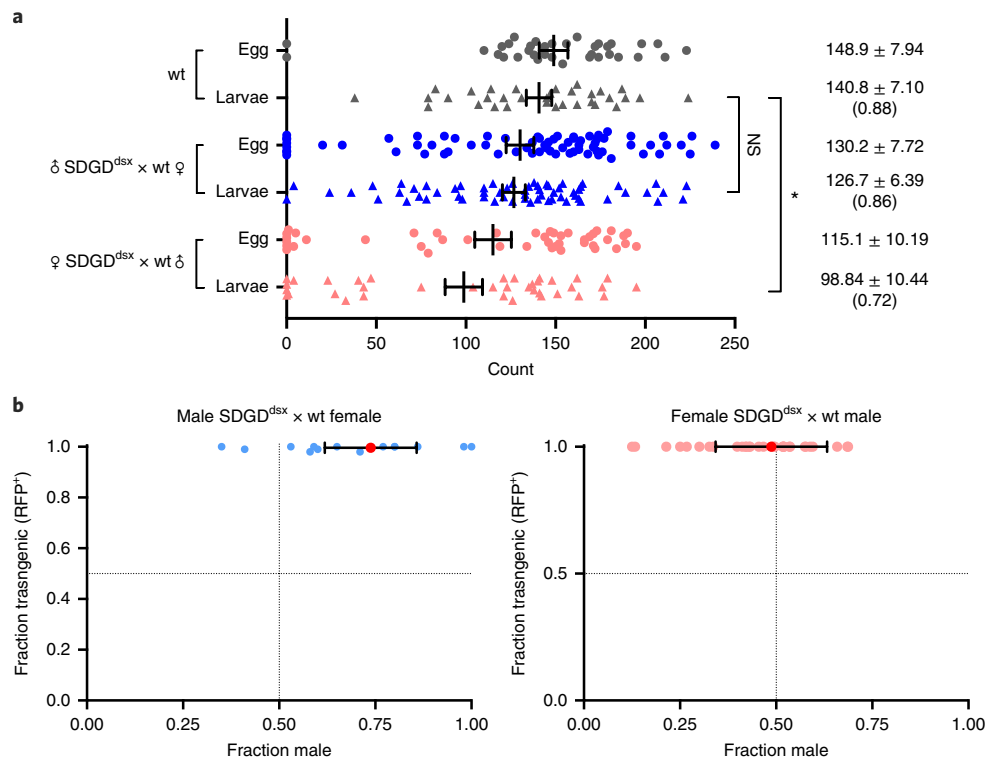 a
wt
Egg
148.9 ± 7.94
Larvae
140.8 ± 7.10
(0.88)
♂ SDGDdsx × wt ♀
Egg
130.2 ± 7.72
Larvae
126.7 ± 6.39
(0.86)
♀ SDGDdsx × wt ♂
Egg
115.1 ± 10.19
Larvae
98.84 ± 10.44
(0.72)
NS
*
0 50 100 150 200 250
Count
b
Male SDGDdsx × wt female
Fraction trasngenic (RFP+)
1.0
0.8
0.6
0.4
0.2
0.0
0.00 0.25 0.50 0.75 1.00
Fraction male
Female SDGDdsx × wt male
Fraction trasngenic (RFP+)
1.0
0.5
0.0
0.00 0.25 0.50 0.75 1.00
Fraction male